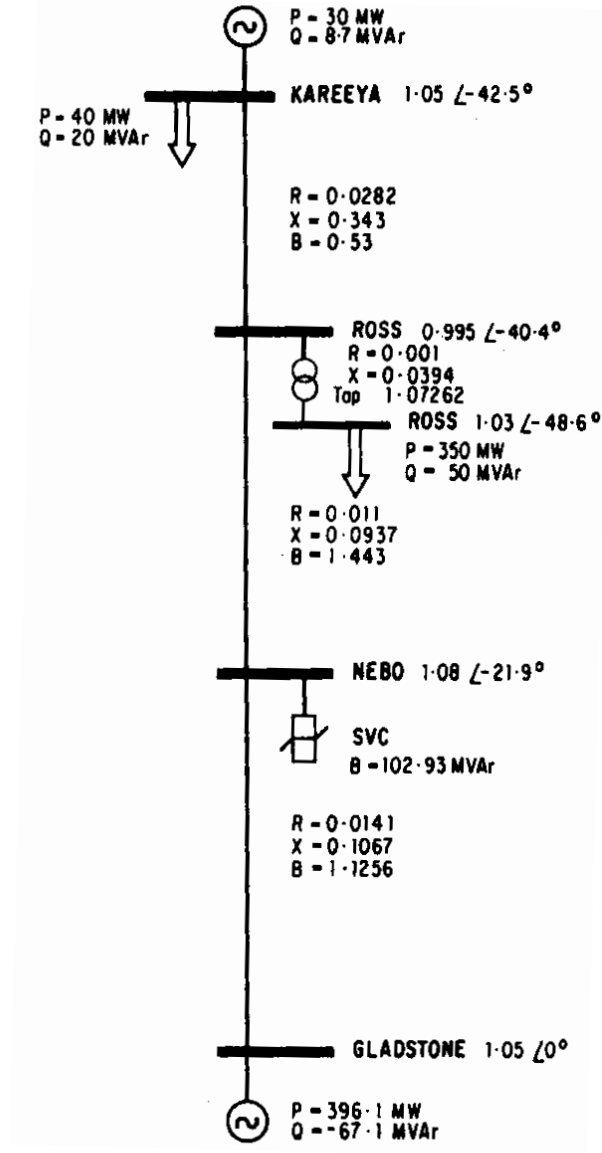 P = 30 MW
Q = 8·7 MVAr
KAREEYA 1·05 ∠-42·5°
P = 40 MW
Q = 20 MVAr
R = 0·0282
X = 0·343
B = 0·53
ROSS 0·995 ∠-40·4°
R = 0·001
X = 0·0394
Tap 1·07262
ROSS 1·03 ∠-48·6°
P = 350 MW
Q = 50 MVAr
R = 0·011
X = 0·0937
B = 1·443
NEBO 1·08 ∠-21·9°
SVC
B = 102·93 MVAr
R = 0·0141
X = 0·1067
B = 1·1256
GLADSTONE 1·05 ∠0°
P = 396·1 MW
Q = -67·1 MVAr